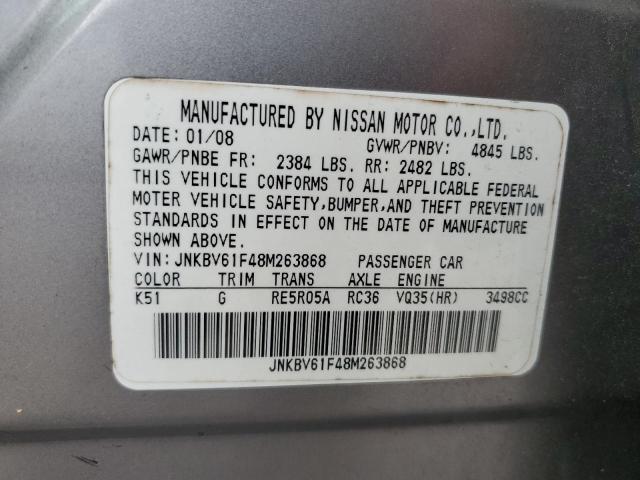 MANUFACTURED BY NISSAN MOTOR CO.,LTD.
DATE: 01/08 GVWR/PNBV: 4845 LBS.
GAWR/PNBE FR: 2384 LBS. RR: 2482 LBS.
THIS VEHICLE CONFORMS TO ALL APPLICABLE FEDERAL
MOTER VEHICLE SAFETY,BUMPER,AND THEFT PREVENTION
STANDARDS IN EFFECT ON THE DATE OF MANUFACTURE
SHOWN ABOVE.
VIN: JNKBV61F48M263868 PASSENGER CAR
COLOR TRIM TRANS AXLE ENGINE
K51 G RE5R05A RC36 VQ35(HR) 3498CC
JNKBV61F48M263868